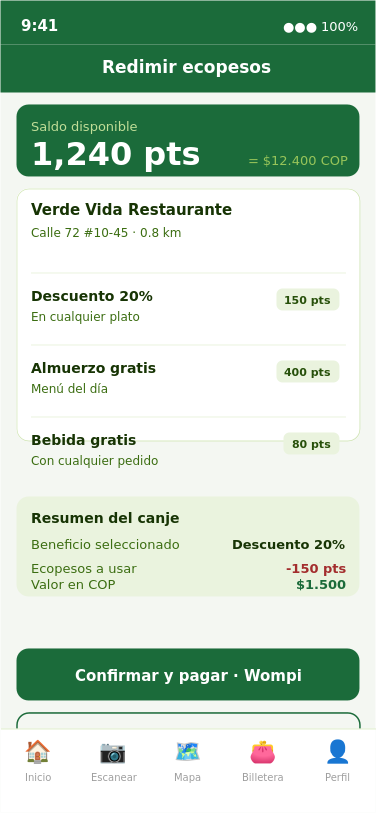 9:41
●●● 100%
Redimir ecopesos
Saldo disponible
1,240 pts
= $12.400 COP
Verde Vida Restaurante
Calle 72 #10-45 · 0.8 km
Descuento 20%
150 pts
En cualquier plato
Almuerzo gratis
400 pts
Menú del día
Bebida gratis
80 pts
Con cualquier pedido
Resumen del canje
Beneficio seleccionado
Descuento 20%
Ecopesos a usar
-150 pts
Valor en COP
$1.500
Confirmar y pagar · Wompi
Inicio
Escanear
Mapa
Billetera
Perfil